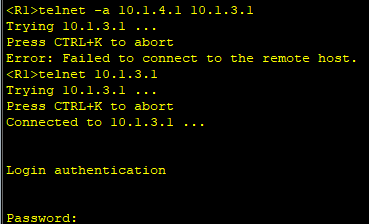 <R1>telnet -a 10.1.4.1 10.1.3.1
Trying 10.1.3.1 ...
Press CTRL+K to abort
Error: Failed to connect to the remote host.
<R1>telnet 10.1.3.1
Trying 10.1.3.1 ...
Press CTRL+K to abort
Connected to 10.1.3.1 ...
Login authentication
Password: